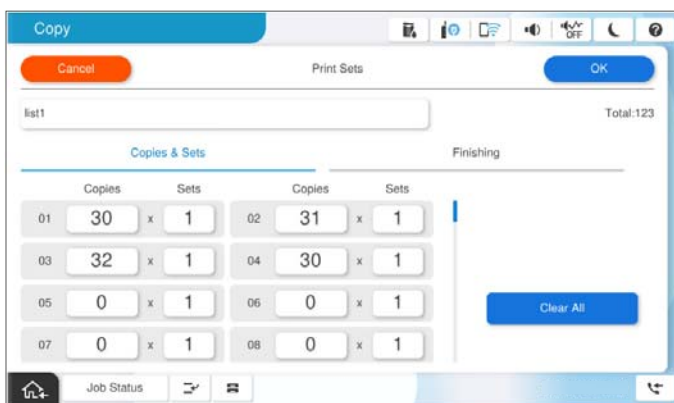 Copy
OFF
Cancel Print Sets OK
list1 Total:123
Copies & Sets Finishing
Copies Sets Copies Sets
01 30 x 1 02 31 x 1
03 32 x 1 04 30 x 1
05 0 x 1 06 0 x 1
Clear All
07 0 x 1 08 0 x 1
Job Status